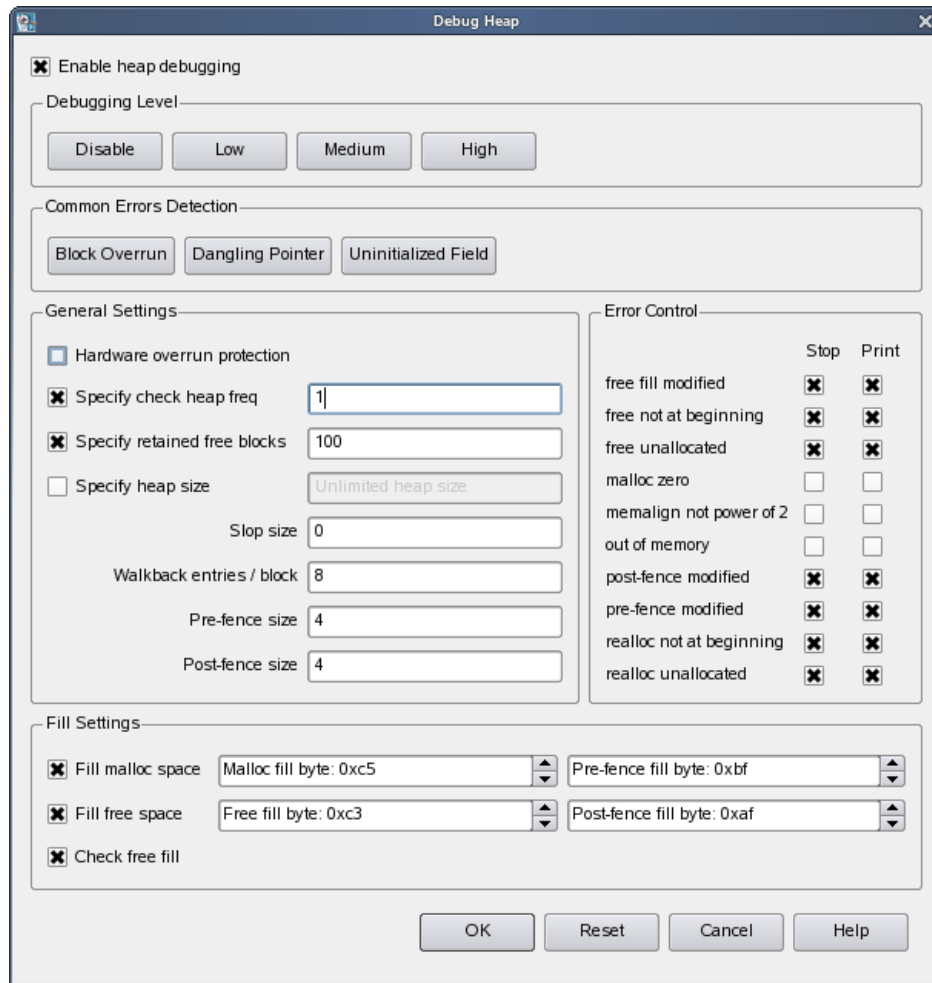 Debug Heap
Enable heap debugging
Debugging Level
Disable Low Medium High
Common Errors Detection
Block Overrun Dangling Pointer Uninitialized Field
General Settings
Hardware overrun protection
Specify check heap freq 1
Specify retained free blocks 100
Specify heap size Unlimited heap size
Slop size 0
Walkback entries / block 8
Pre-fence size 4
Post-fence size 4
Error Control
Stop Print
free fill modified
free not at beginning
free unallocated
malloc zero
memalign not power of 2
out of memory
post-fence modified
pre-fence modified
realloc not at beginning
realloc unallocated
Fill Settings
Fill malloc space Malloc fill byte: 0xc5 Pre-fence fill byte: 0xbf
Fill free space Free fill byte: 0xc3 Post-fence fill byte: 0xaf
Check free fill
OK Reset Cancel Help